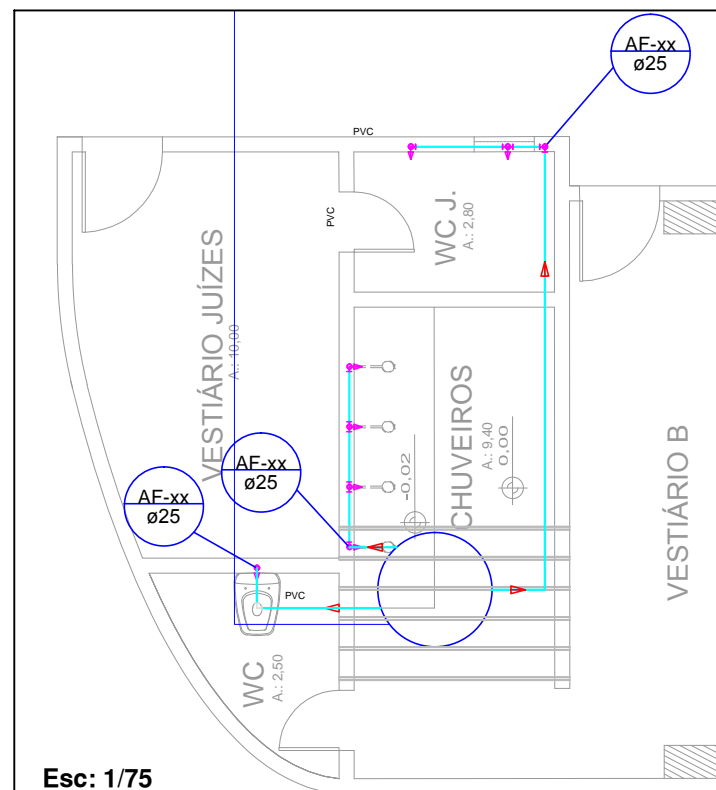 AF-xx
ø25
PVC
PVC
WC J.
A.: 2,80
VESTIÁRIO JUÍZES
A.: 10,00
CHUVEIROS
A.: 9,40
0,00
-0,02
AF-xx
ø25
AF-xx
ø25
VESTIÁRIO B
PVC
WC
A.: 2,50
Esc: 1/75